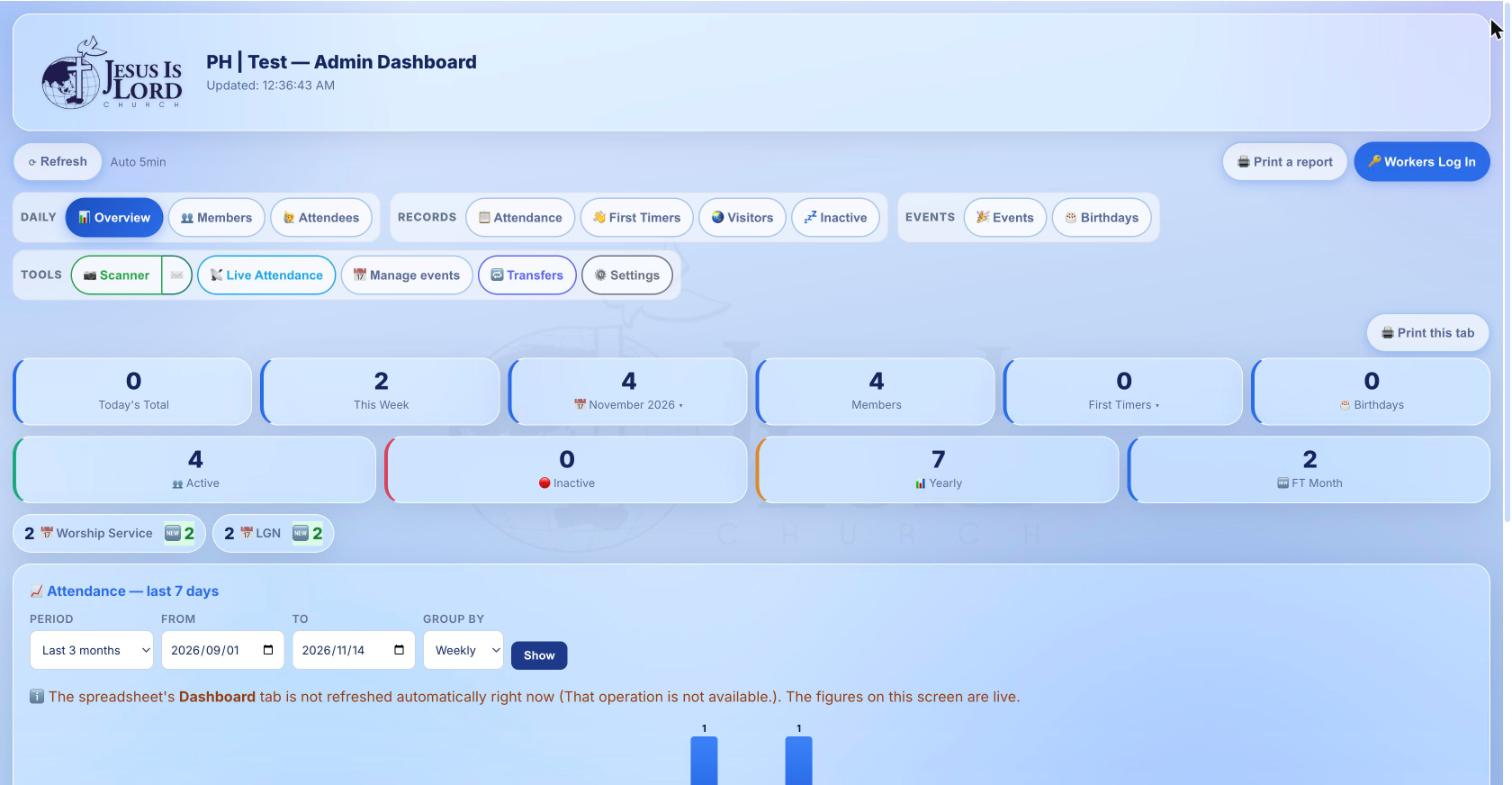 JESUS IS
LORD
CHURCH
PH | Test — Admin Dashboard
Updated: 12:36:43 AM
⟳ Refresh
Auto 5min
🖨️ Print a report
🔑 Workers Log In
DAILY
📊 Overview
👥 Members
🙋 Attendees
RECORDS
📋 Attendance
👋 First Timers
🌏 Visitors
💤 Inactive
EVENTS
🎉 Events
🎂 Birthdays
TOOLS
📷 Scanner
✉️
📡 Live Attendance
📅 Manage events
🔄 Transfers
⚙️ Settings
🖨️ Print this tab
0
Today's Total
2
This Week
4
📅 November 2026 ▾
4
Members
0
First Timers ▾
0
🎂 Birthdays
4
👥 Active
0
🔴 Inactive
7
📊 Yearly
2
🆕 FT Month
2 📅 Worship Service 🆕 2
2 📅 LGN 🆕 2
📈 Attendance — last 7 days
PERIOD
FROM
TO
GROUP BY
Last 3 months
2026/09/01
2026/11/14
Weekly
Show
ℹ️ The spreadsheet's Dashboard tab is not refreshed automatically right now (That operation is not available.). The figures on this screen are live.
1
1
CHURCH